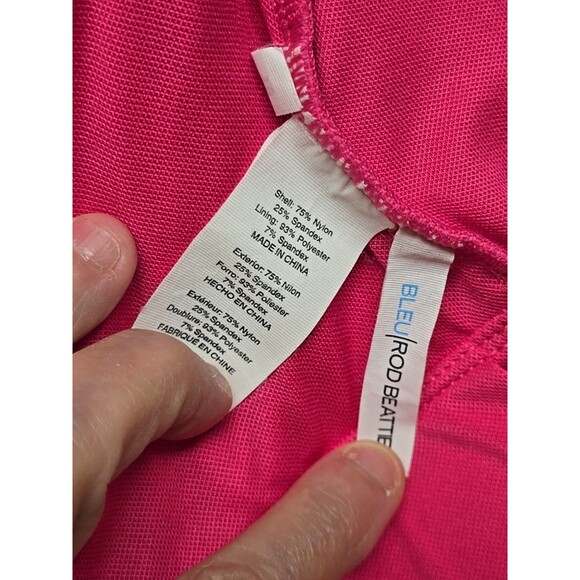 Shell: 75% Nylon
25% Spandex
Lining: 93% Polyester
7% Spandex
MADE IN CHINA
Exterior: 75% Nilon
25% Spandex
Forro: 93% Poliester
7% Spandex
HECHO EN CHINA
Extérieur: 75% Nylon
25% Spandex
Doublure: 93% Polyester
7% Spandex
FABRIQUÉ EN CHINE
BLEU|ROD BEATTIE